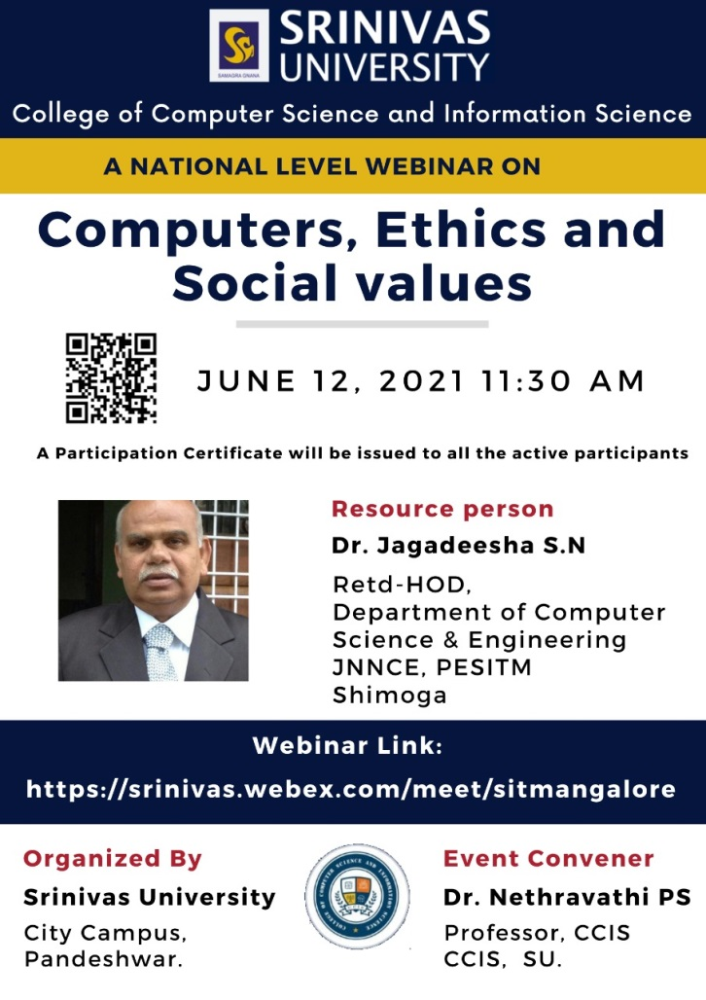 SRINIVAS
UNIVERSITY
SAMAGRA GNANA
College of Computer Science and Information Science
A NATIONAL LEVEL WEBINAR ON
Computers, Ethics and
Social values
JUNE 12, 2021 11:30 AM
A Participation Certificate will be issued to all the active participants
Resource person
Dr. Jagadeesha S.N
Retd-HOD,
Department of Computer
Science & Engineering
JNNCE, PESITM
Shimoga
Webinar Link:
https://srinivas.webex.com/meet/sitmangalore
Organized By
Srinivas University
City Campus,
Pandeshwar.
COLLEGE OF COMPUTER SCIENCE AND INFORMATION SCIENCE
Event Convener
Dr. Nethravathi PS
Professor, CCIS
CCIS, SU.